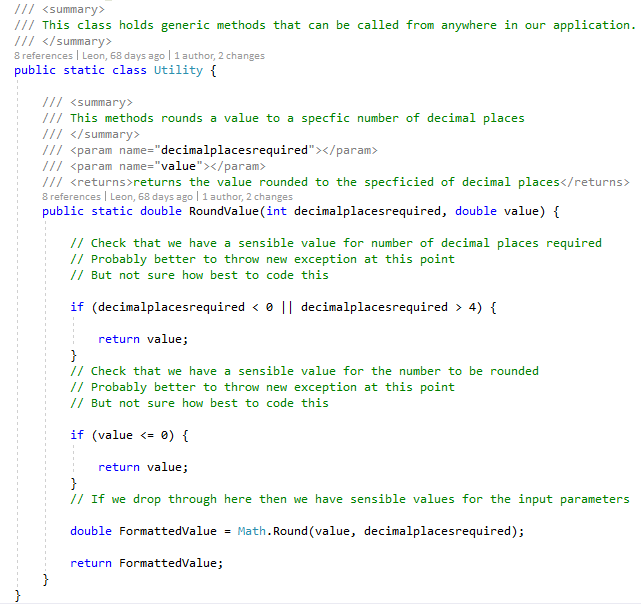 /// <summary>
/// This class holds generic methods that can be called from anywhere in our application.
/// </summary>
8 references | Leon, 68 days ago | 1 author, 2 changes
public static class Utility {
/// <summary>
/// This methods rounds a value to a specfic number of decimal places
/// </summary>
/// <param name="decimalplacesrequired"></param>
/// <param name="value"></param>
/// <returns>returns the value rounded to the specficied of decimal places</returns>
8 references | Leon, 68 days ago | 1 author, 2 changes
public static double RoundValue(int decimalplacesrequired, double value) {
// Check that we have a sensible value for number of decimal places required
// Probably better to throw new exception at this point
// But not sure how best to code this
if (decimalplacesrequired < 0 || decimalplacesrequired > 4) {
return value;
}
// Check that we have a sensible value for the number to be rounded
// Probably better to throw new exception at this point
// But not sure how best to code this
if (value <= 0) {
return value;
}
// If we drop through here then we have sensible values for the input parameters
double FormattedValue = Math.Round(value, decimalplacesrequired);
return FormattedValue;
}
}